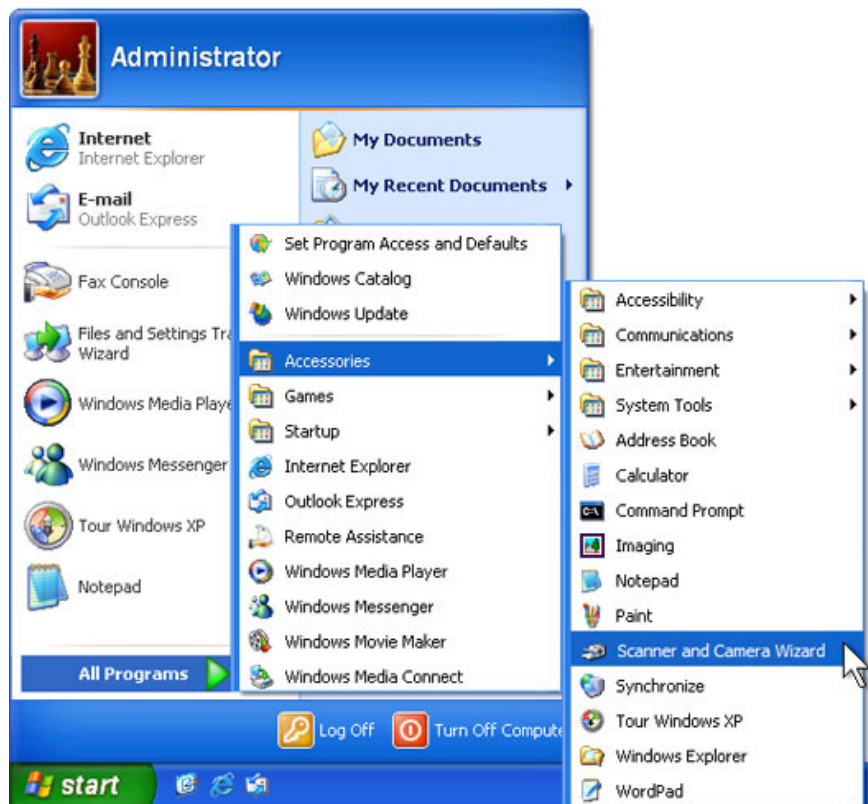 Administrator
Internet
Internet Explorer
E-mail
Outlook Express
Fax Console
Files and Settings Tra
Wizard
Windows Media Playe
Windows Messenger
Tour Windows XP
Notepad
All Programs
My Documents
My Recent Documents
Set Program Access and Defaults
Windows Catalog
Windows Update
Accessories
Games
Startup
Internet Explorer
Outlook Express
Remote Assistance
Windows Media Player
Windows Messenger
Windows Movie Maker
Windows Media Connect
Accessibility
Communications
Entertainment
System Tools
Address Book
Calculator
Command Prompt
Imaging
Notepad
Paint
Scanner and Camera Wizard
Synchronize
Tour Windows XP
Windows Explorer
WordPad
Log Off
Turn Off Compute
start